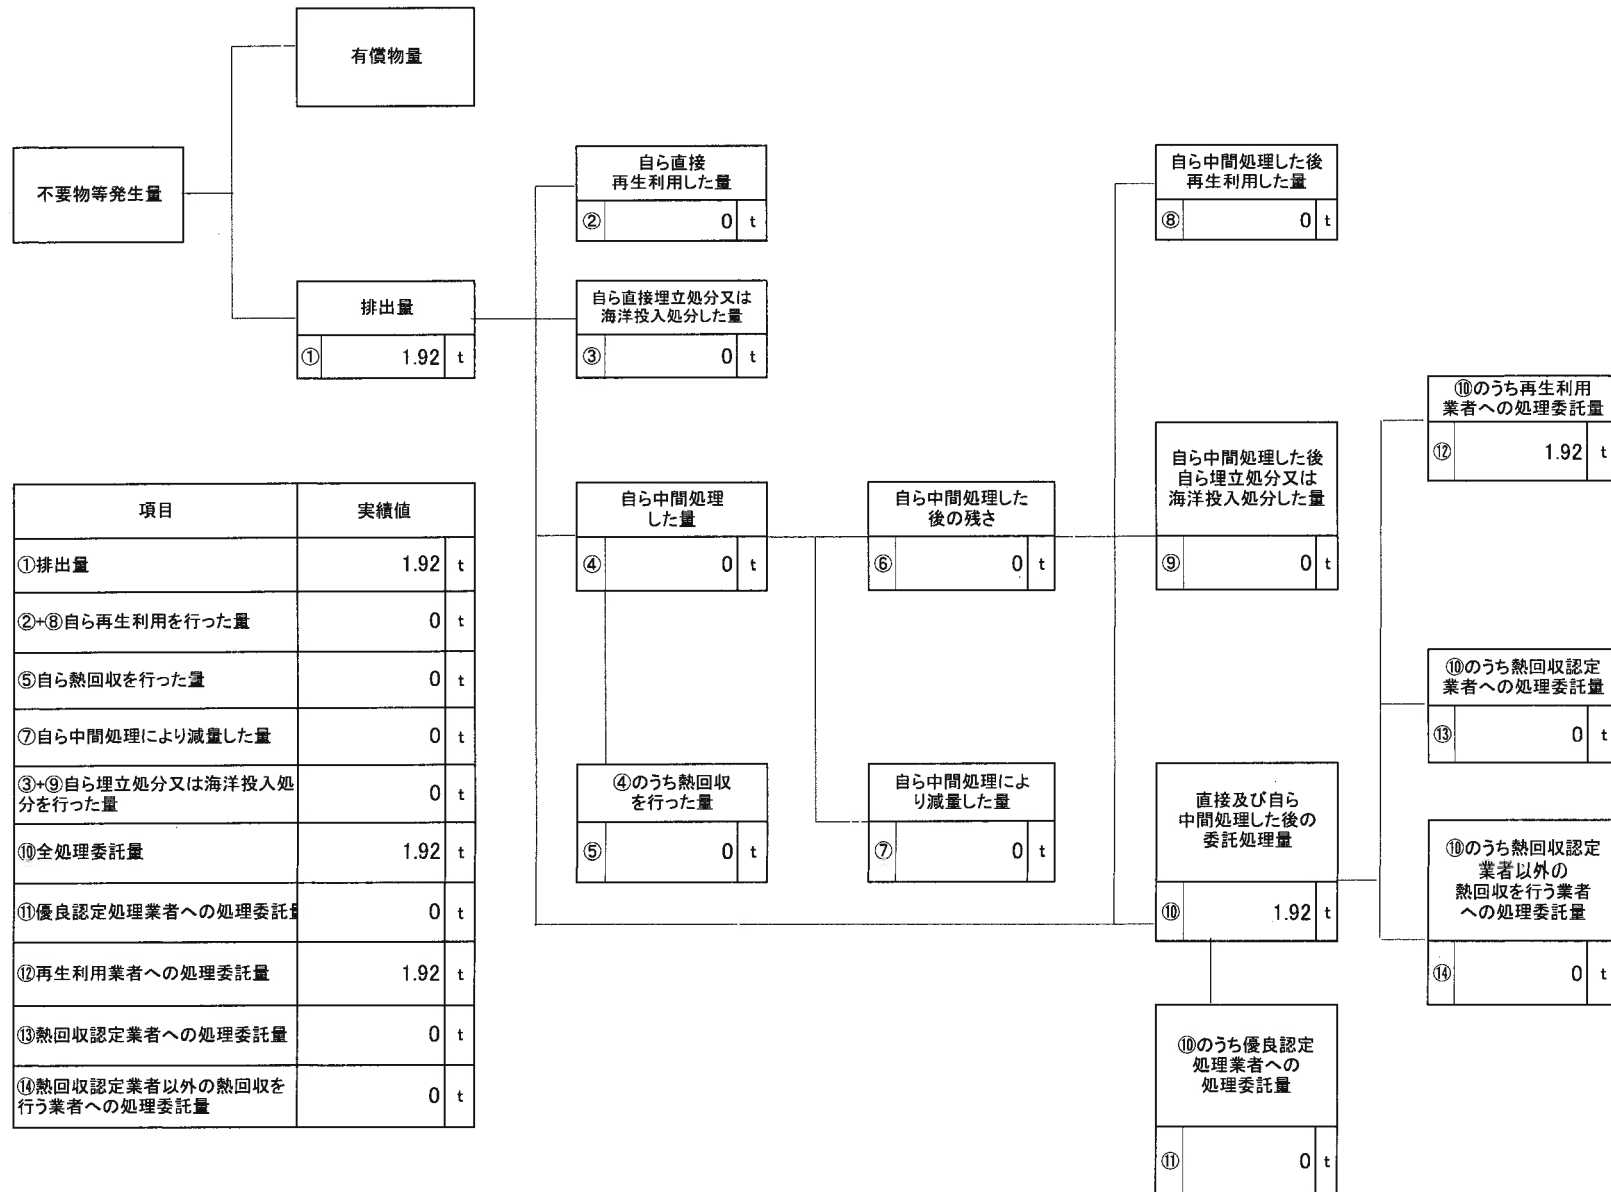 有償物量
不要物等発生量
排出量
① 1.92 t
自ら直接
再生利用した量
② 0 t
自ら直接埋立処分又は
海洋投入処分した量
③ 0 t
自ら中間処理
した量
④ 0 t
④のうち熱回収
を行った量
⑤ 0 t
自ら中間処理した
後の残さ
⑥ 0 t
自ら中間処理によ
り減量した量
⑦ 0 t
自ら中間処理した後
再生利用した量
⑧ 0 t
自ら中間処理した後
自ら埋立処分又は
海洋投入処分した量
⑨ 0 t
直接及び自ら
中間処理した後の
委託処理量
⑩ 1.92 t
⑩のうち優良認定
処理業者への
処理委託量
⑪ 0 t
⑩のうち再生利用
業者への処理委託量
⑫ 1.92 t
⑩のうち熱回収認定
業者への処理委託量
⑬ 0 t
⑩のうち熱回収認定
業者以外の
熱回収を行う業者
への処理委託量
⑭ 0 t
項目 実績値
①排出量 1.92 t
②+⑧自ら再生利用を行った量 0 t
⑤自ら熱回収を行った量 0 t
⑦自ら中間処理により減量した量 0 t
③+⑨自ら埋立処分又は海洋投入処
分を行った量 0 t
⑩全処理委託量 1.92 t
⑪優良認定処理業者への処理委託量 0 t
⑫再生利用業者への処理委託量 1.92 t
⑬熱回収認定業者への処理委託量 0 t
⑭熱回収認定業者以外の熱回収を
行う業者への処理委託量 0 t